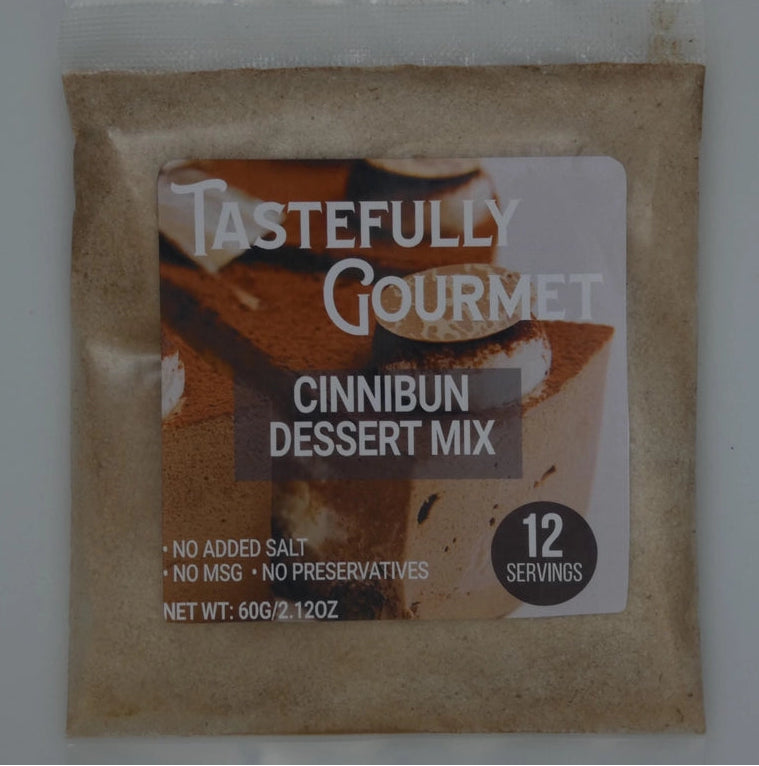 TASTEFULLY
GOURMET
CINNIBUN
DESSERT MIX
• NO ADDED SALT
• NO MSG • NO PRESERVATIVES
NET WT: 60G/2.12OZ
12
SERVINGS